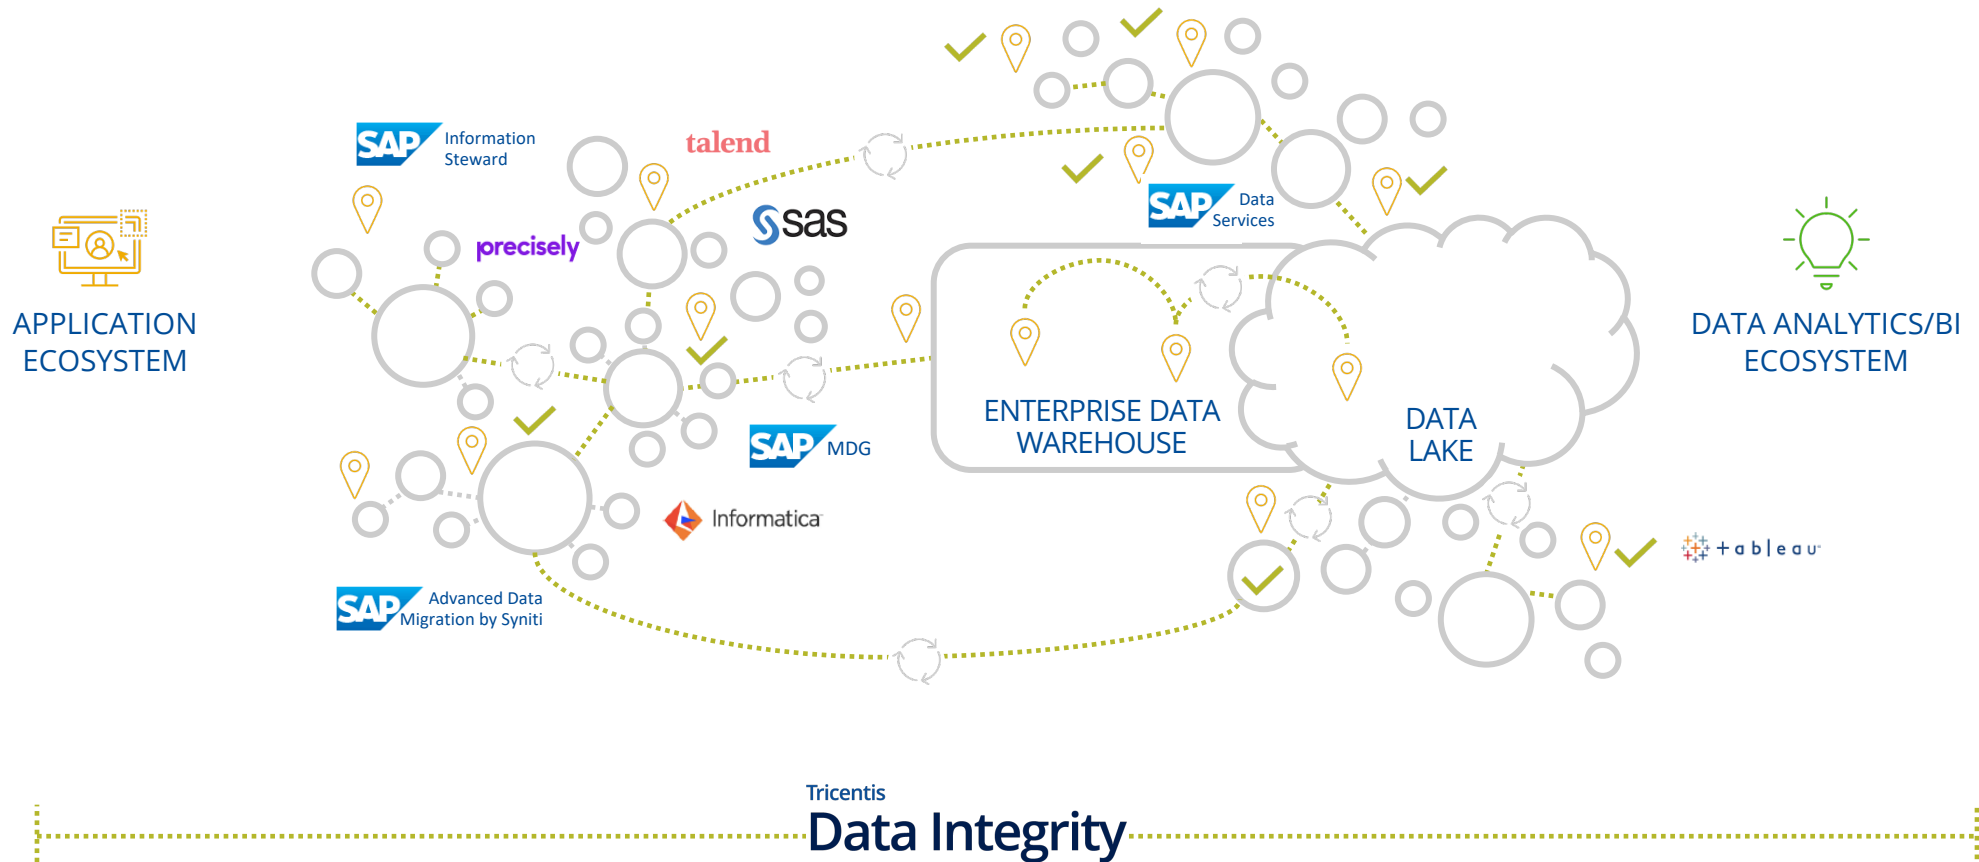 SAP Information
Steward
talend
precisely
sas
SAP Data
Services
APPLICATION
ECOSYSTEM
DATA ANALYTICS/BI
ECOSYSTEM
ENTERPRISE DATA
WAREHOUSE
DATA
LAKE
SAP MDG
Informatica
+ableau
SAP Advanced Data
Migration by Syniti
Tricentis
Data Integrity